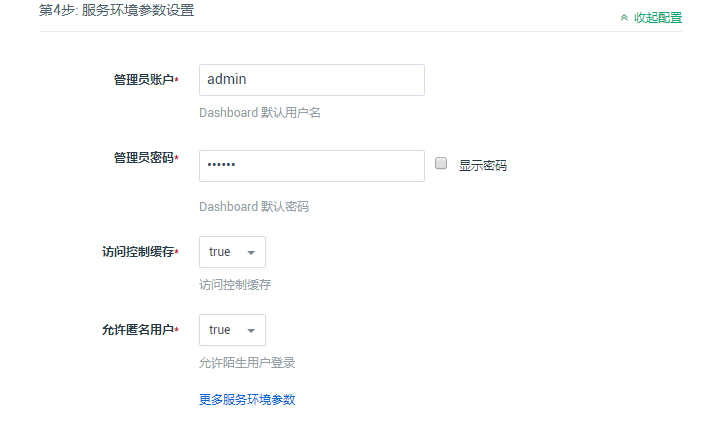 第4步: 服务环境参数设置
收起配置
管理员账户*
admin
Dashboard 默认用户名
管理员密码*
••••••
显示密码
Dashboard 默认密码
访问控制缓存*
true
访问控制缓存
允许匿名用户*
true
允许陌生用户登录
更多服务环境参数